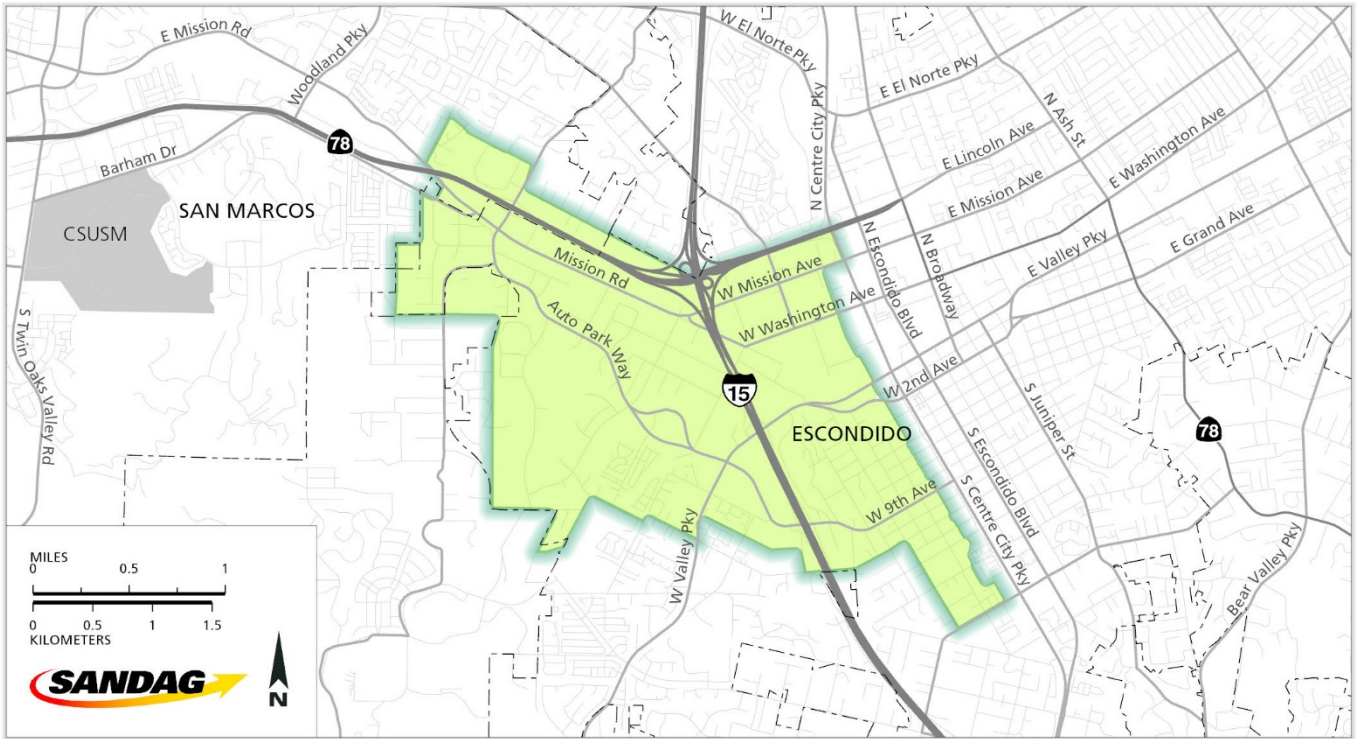 E Mission Rd
Woodland Pky
W El Norte Pky
E El Norte Pky
N Centre City Pky
N Ash St
E Lincoln Ave
E Washington Ave
78
Barham Dr
E Mission Ave
SAN MARCOS
CSUSM
E Grand Ave
N Escondido Blvd
N Broadway
E Valley Pky
Mission Rd
W Mission Ave
W Washington Ave
S Twin Oaks Valley Rd
Auto Park Way
15
W 2nd Ave
S Juniper St
ESCONDIDO
78
S Escondido Blvd
S Centre City Pky
W 9th Ave
W Valley Pky
Bear Valley Pky
MILES
0 0.5 1
0 0.5 1 1.5
KILOMETERS
SANDAG
N